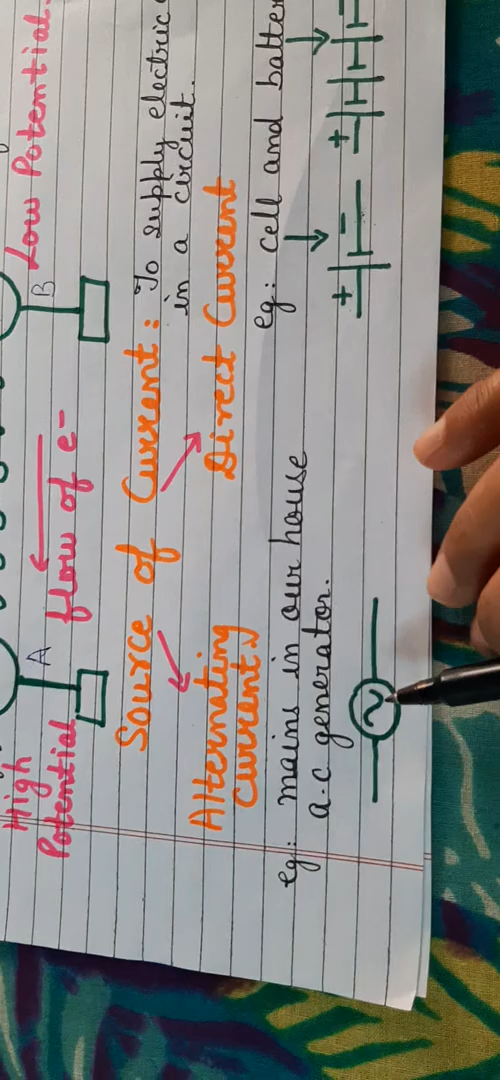 High Potential
Low Potential.
A
B
flow of e-
Source of Current: To supply electric
in a circuit.
Alternating
Current
Direct Current
eg: mains in our house
a.c generator.
eg: cell and
+
+